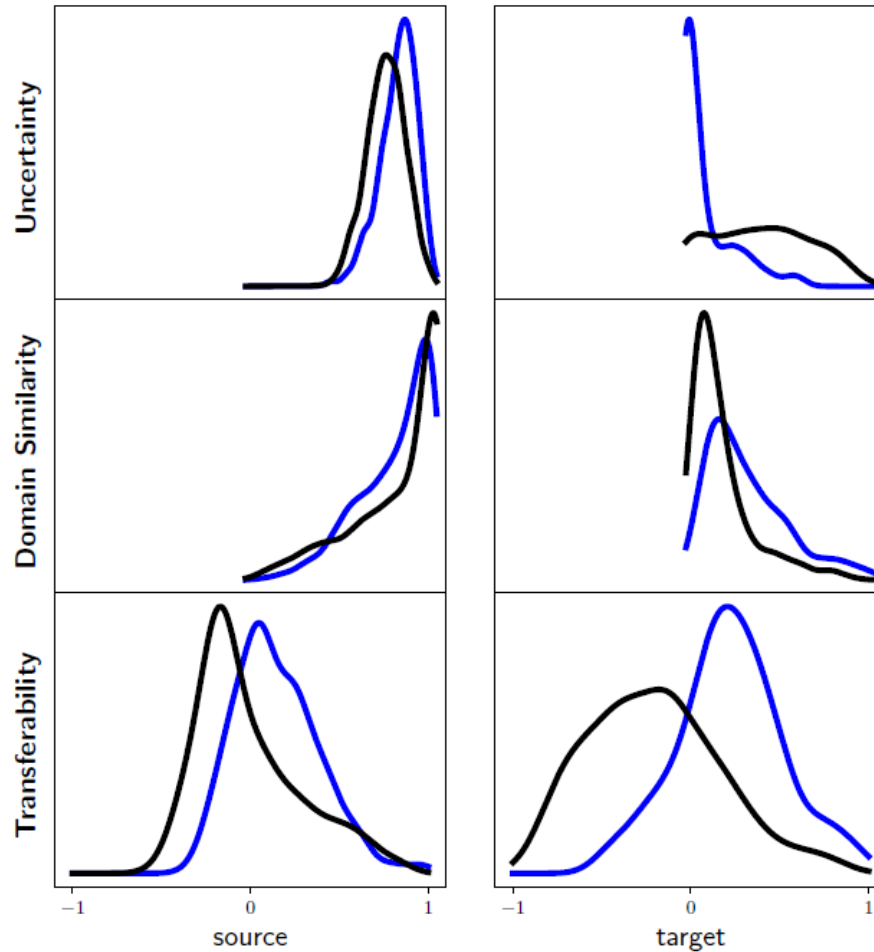 Uncertainty
Domain Similarity
Transferability
−1 0 1
−1 0 1
source
target